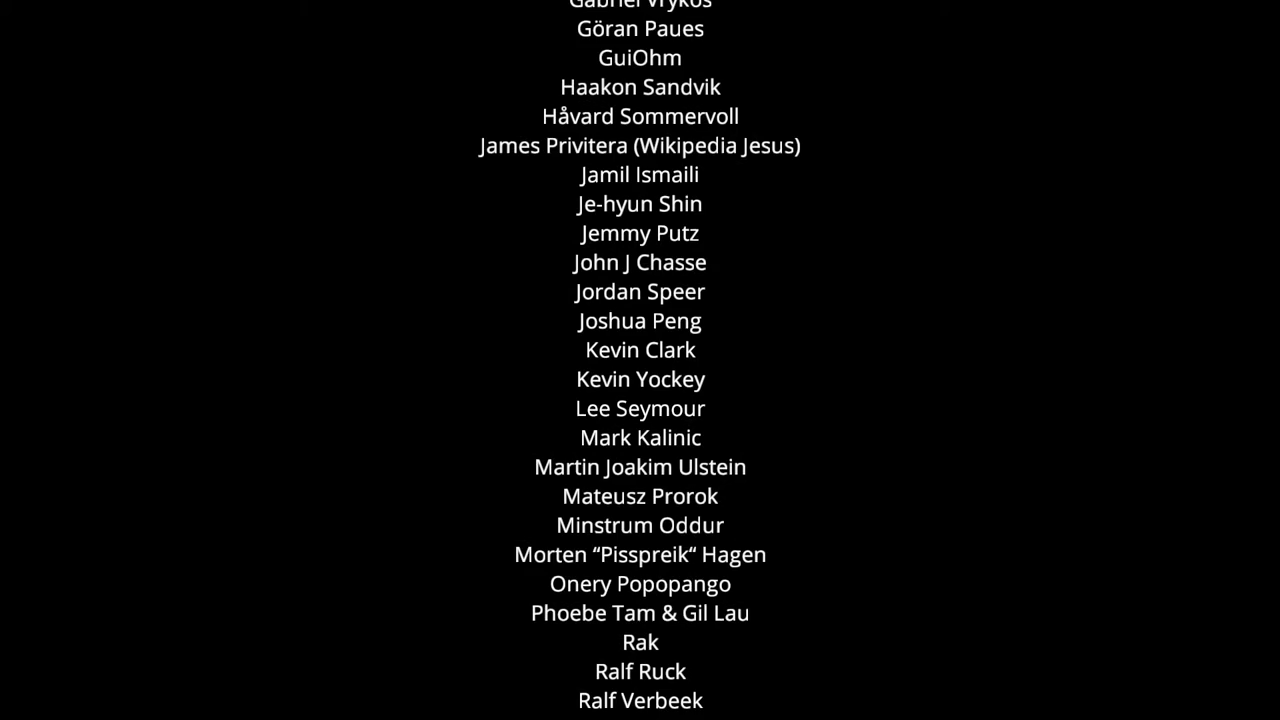 Gabriel Vrykos
Göran Paues
GuiOhm
Haakon Sandvik
Håvard Sommervoll
James Privitera (Wikipedia Jesus)
Jamil Ismaili
Je-hyun Shin
Jemmy Putz
John J Chasse
Jordan Speer
Joshua Peng
Kevin Clark
Kevin Yockey
Lee Seymour
Mark Kalinic
Martin Joakim Ulstein
Mateusz Prorok
Minstrum Oddur
Morten “Pisspreik“ Hagen
Onery Popopango
Phoebe Tam & Gil Lau
Rak
Ralf Ruck
Ralf Verbeek